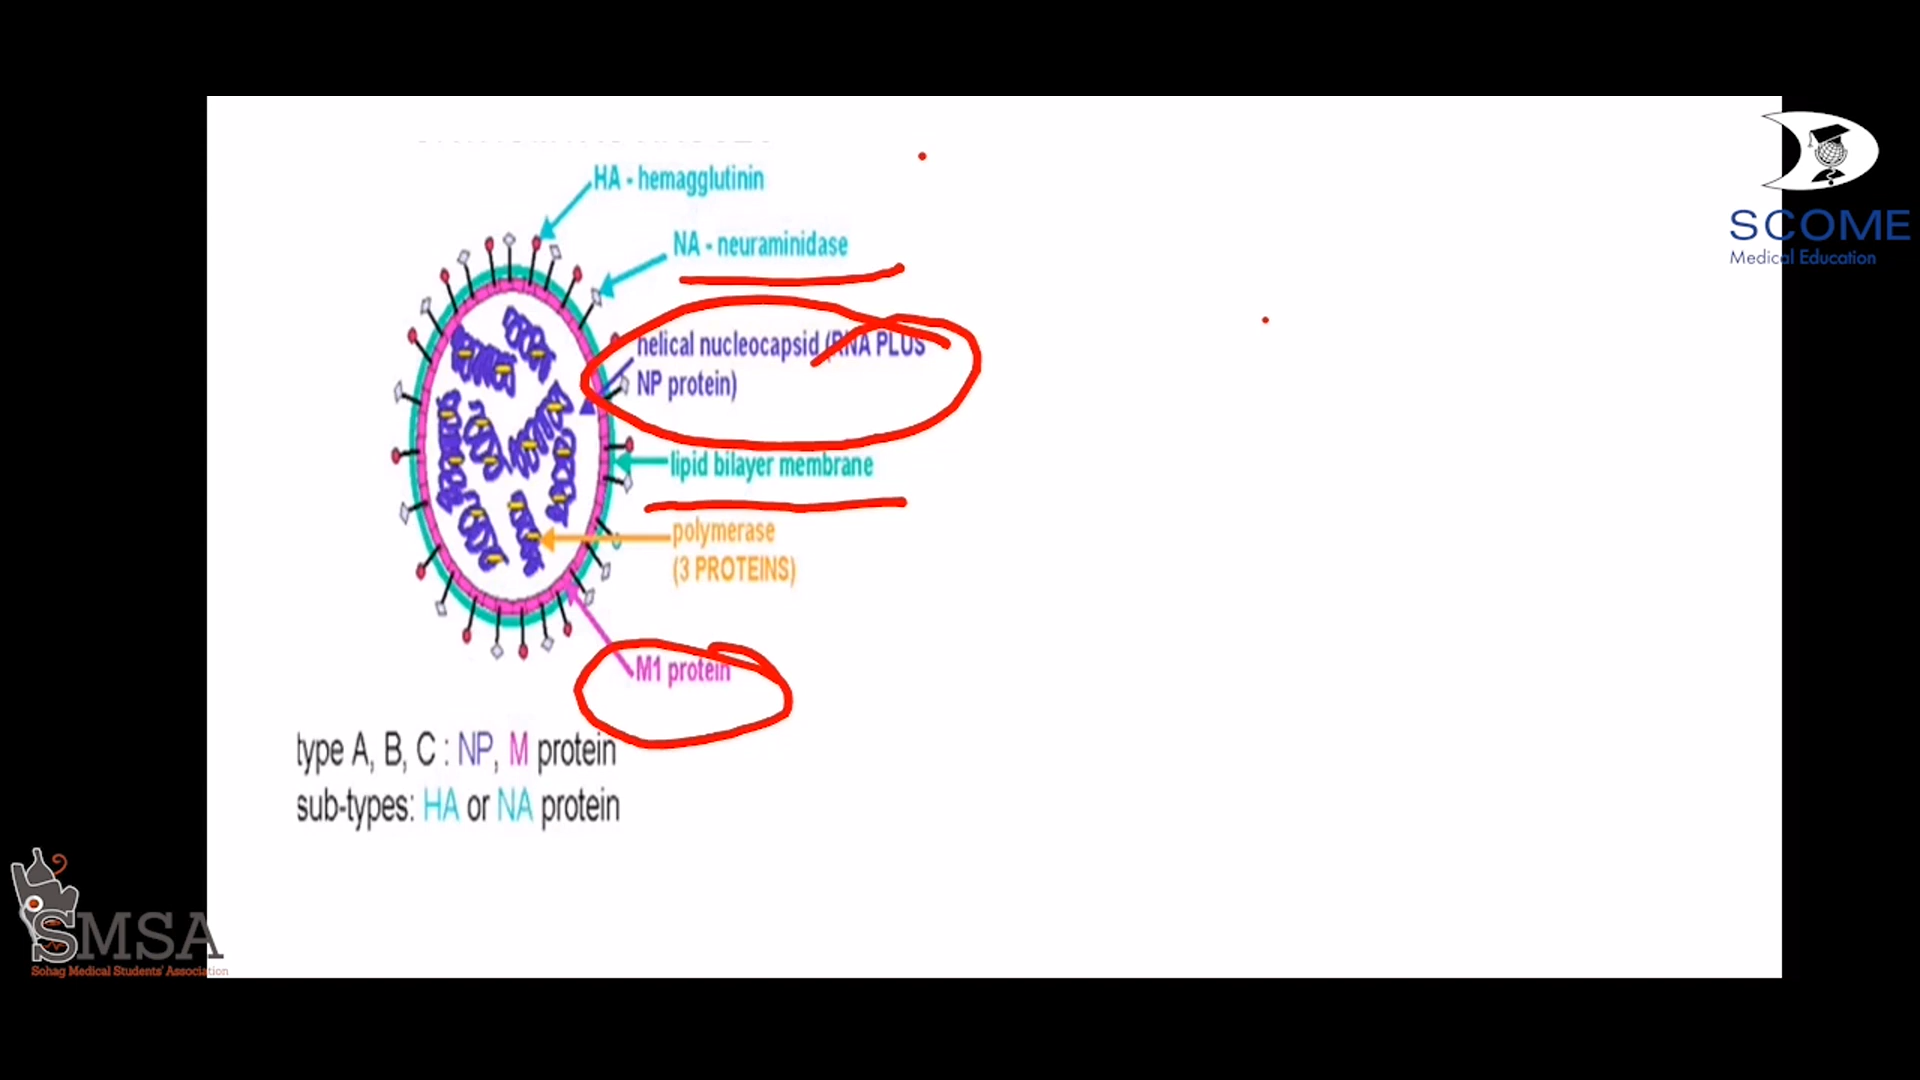 HA - hemagglutinin
NA - neuraminidase
helical nucleocapsid (RNA PLUS
NP protein)
lipid bilayer membrane
polymerase
(3 PROTEINS)
M1 protein
type A, B, C : NP, M protein
sub-types: HA or NA protein
SCOME
Medical Education
SMSA
Sohag Medical Students' Association